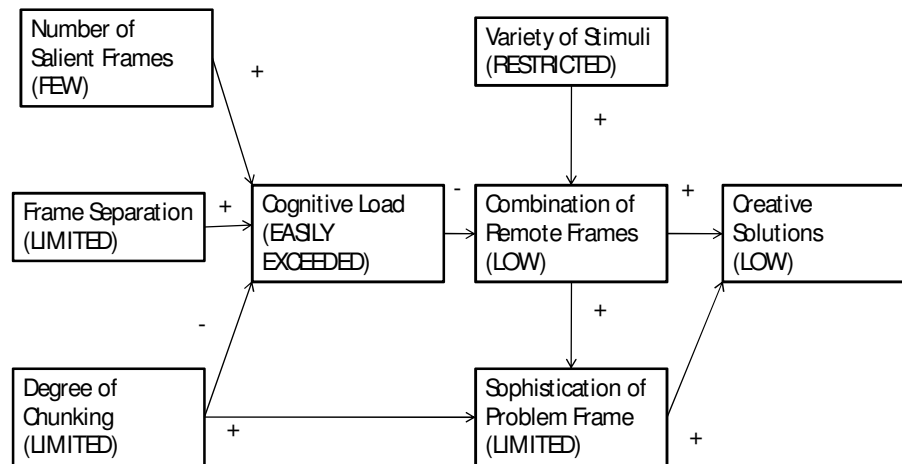 Number of
Salient Frames
(FEW)
+
Variety of Stimuli
(RESTRICTED)
+
Frame Separation
(LIMITED)
+
Cognitive Load
(EASILY
EXCEEDED)
-
Combination of
Remote Frames
(LOW)
+
Creative
Solutions
(LOW)
-
+
Degree of
Chunking
(LIMITED)
+
Sophistication of
Problem Frame
(LIMITED)
+